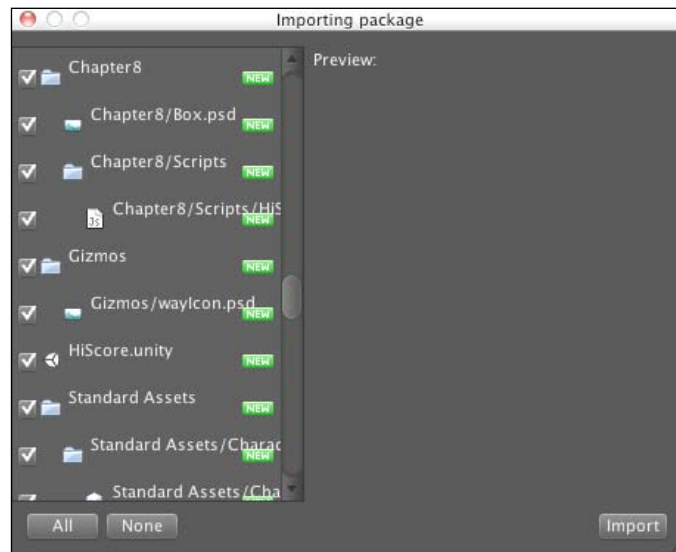 Importing package
Preview:
Chapter8
NEW
Chapter8/Box.psd
NEW
Chapter8/Scripts
NEW
Chapter8/Scripts/HiS
NEW
Js
Gizmos
NEW
Gizmos/wayIcon.psd
NEW
HiScore.unity
NEW
Standard Assets
NEW
Standard Assets/Charac
NEW
Standard Assets/Cha
All
None
Import